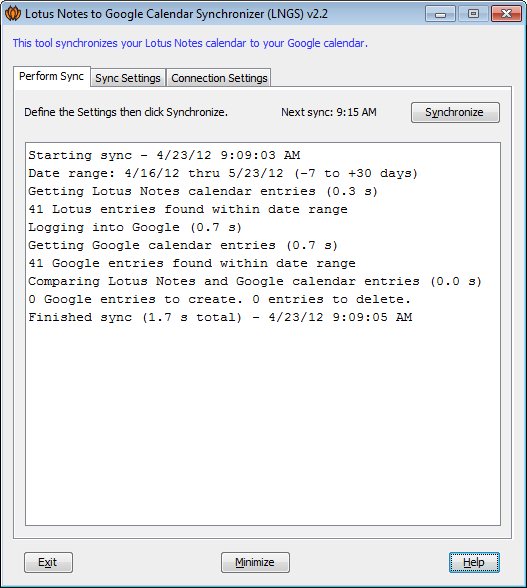 Lotus Notes to Google Calendar Synchronizer (LNGS) v2.2
This tool synchronizes your Lotus Notes calendar to your Google calendar.
Perform Sync Sync Settings Connection Settings
Define the Settings then click Synchronize. Next sync: 9:15 AM Synchronize
Starting sync - 4/23/12 9:09:03 AM
Date range: 4/16/12 thru 5/23/12 (-7 to +30 days)
Getting Lotus Notes calendar entries (0.3 s)
41 Lotus entries found within date range
Logging into Google (0.7 s)
Getting Google calendar entries (0.7 s)
41 Google entries found within date range
Comparing Lotus Notes and Google calendar entries (0.0 s)
0 Google entries to create. 0 entries to delete.
Finished sync (1.7 s total) - 4/23/12 9:09:05 AM
Exit Minimize Help